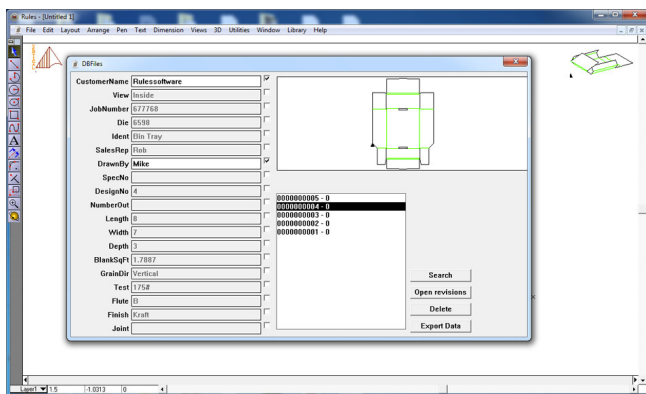 Rules - [Untitled 1]
File Edit Layout Arrange Pen Text Dimension Views 3D Utilities Window Library Help
DBFiles
CustomerName Rulessoftware
View Inside
JobNumber 677768
Die 6598
Ident Bin Tray
SalesRep Rob
DrawnBy Mike
SpecNo
DesignNo 4
NumberOut
Length 8
Width 7
Depth 3
BlankSqFt 1.7887
GrainDir Vertical
Test 175#
Flute B
Finish Kraft
Joint
0000000005 - 0
0000000004 - 0
0000000003 - 0
0000000002 - 0
0000000001 - 0
Search
Open revisions
Delete
Export Data
Layer1 1.5 -1.0313 0